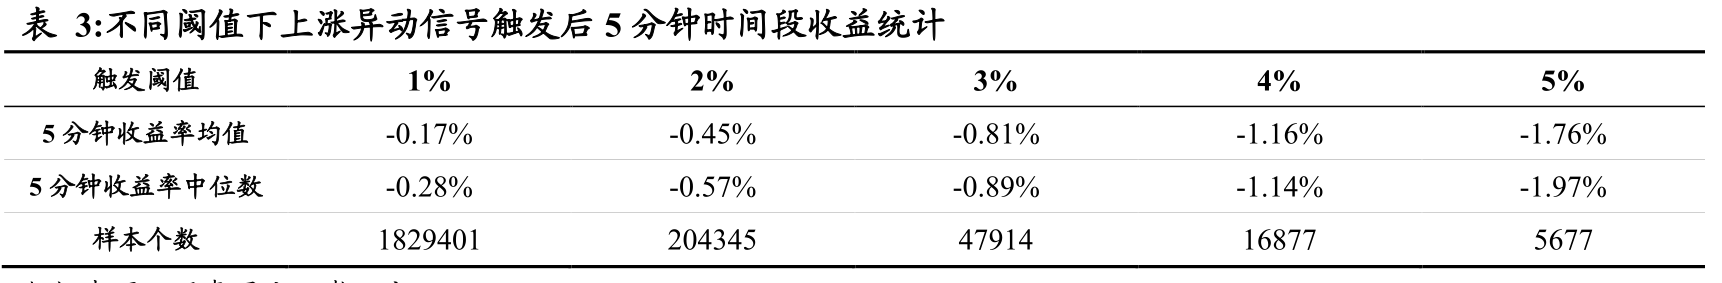 表 3:不同阈值下上涨异动信号触发后 5 分钟时间段收益统计
触发阈值 1% 2% 3% 4% 5%
5 分钟收益率均值 -0.17% -0.45% -0.81% -1.16% -1.76%
5 分钟收益率中位数 -0.28% -0.57% -0.89% -1.14% -1.97%
样本个数 1829401 204345 47914 16877 5677